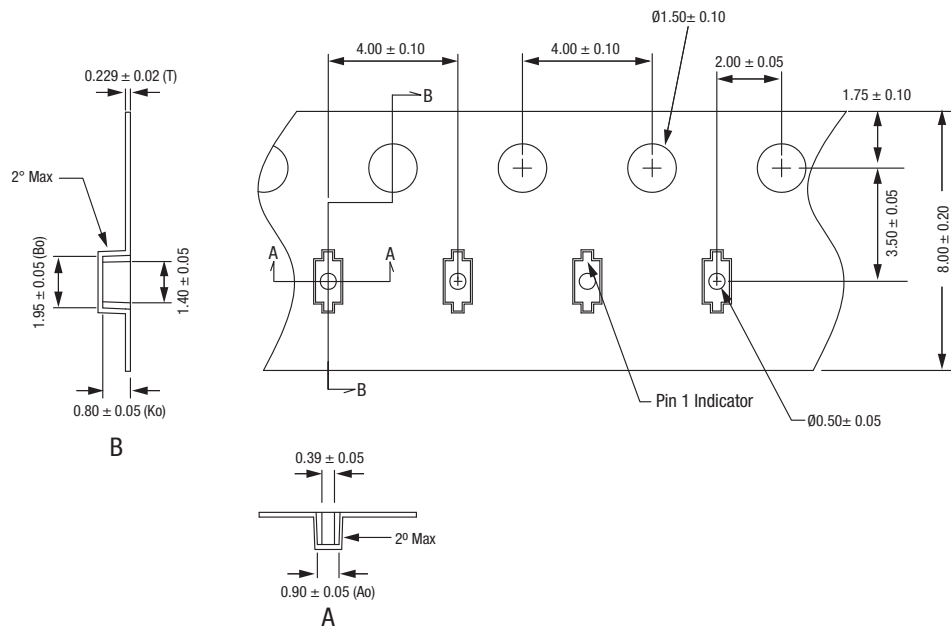 Ø1.50± 0.10
4.00 ± 0.10
4.00 ± 0.10
2.00 ± 0.05
0.229 ± 0.02 (T)
1.75 ± 0.10
B
2° Max
3.50 ± 0.05
8.00 ± 0.20
A
A
1.95 ± 0.05 (Bo)
1.40 ± 0.05
B
Pin 1 Indicator
0.80 ± 0.05 (Ko)
Ø0.50± 0.05
B
0.39 ± 0.05
2º Max
0.90 ± 0.05 (Ao)
A